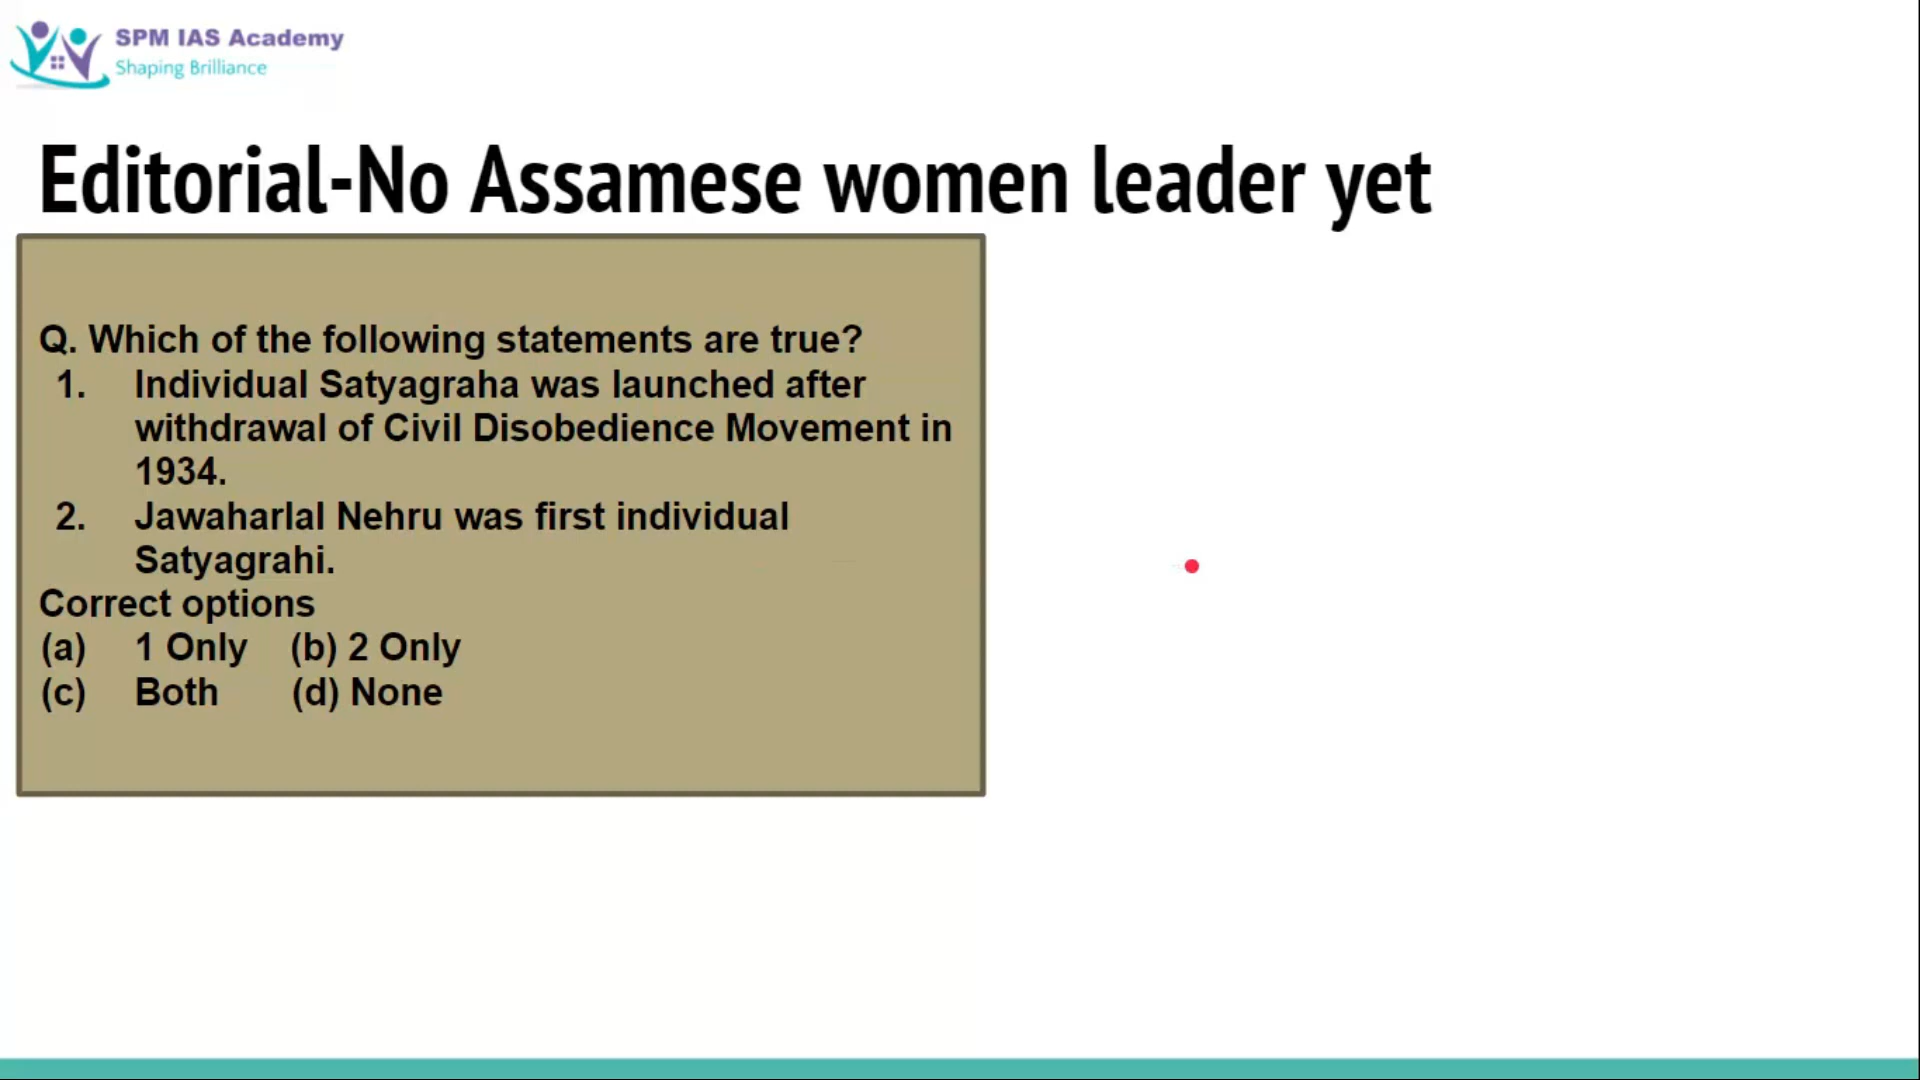 SPM IAS Academy
Shaping Brilliance
Editorial-No Assamese women leader yet
Q. Which of the following statements are true?
1. Individual Satyagraha was launched after
withdrawal of Civil Disobedience Movement in
1934.
2. Jawaharlal Nehru was first individual
Satyagrahi.
Correct options
(a) 1 Only (b) 2 Only
(c) Both (d) None